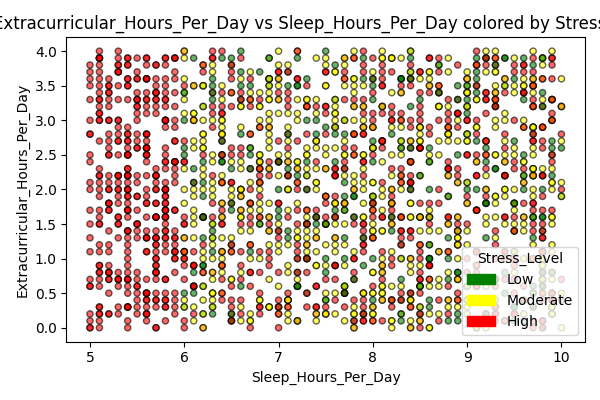 Extracurricular_Hours_Per_Day vs Sleep_Hours_Per_Day colored by Stress
4.0
3.5
3.0
2.5
2.0
1.5
1.0
0.5
0.0
Extracurricular_Hours_Per_Day
5 6 7 8 9 10
Sleep_Hours_Per_Day
Stress_Level
Low
Moderate
High